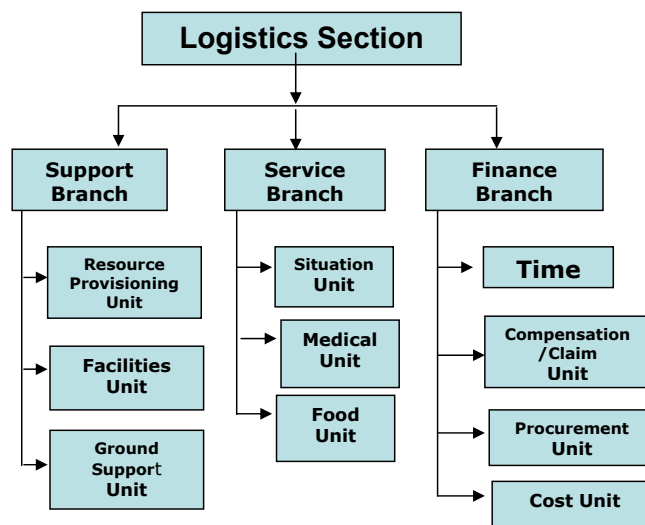 Logistics Section
Support
Branch
Service
Branch
Finance
Branch
Resource
Provisioning
Unit
Facilities
Unit
Ground
Support
Unit
Situation
Unit
Medical
Unit
Food
Unit
Time
Compensation
/Claim
Unit
Procurement
Unit
Cost Unit